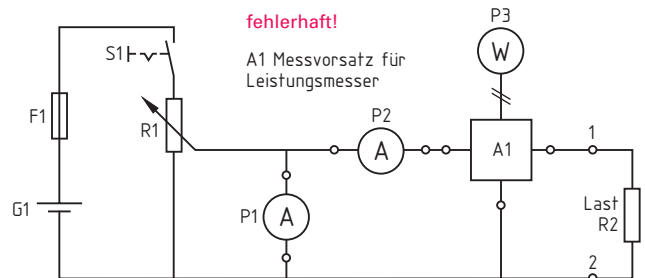 fehlerhaft!
A1 Messvorsatz für
Leistungsmesser
P3
W
S1
F1
R1
P2
A
A1
1
G1
P1
A
Last
R2
2